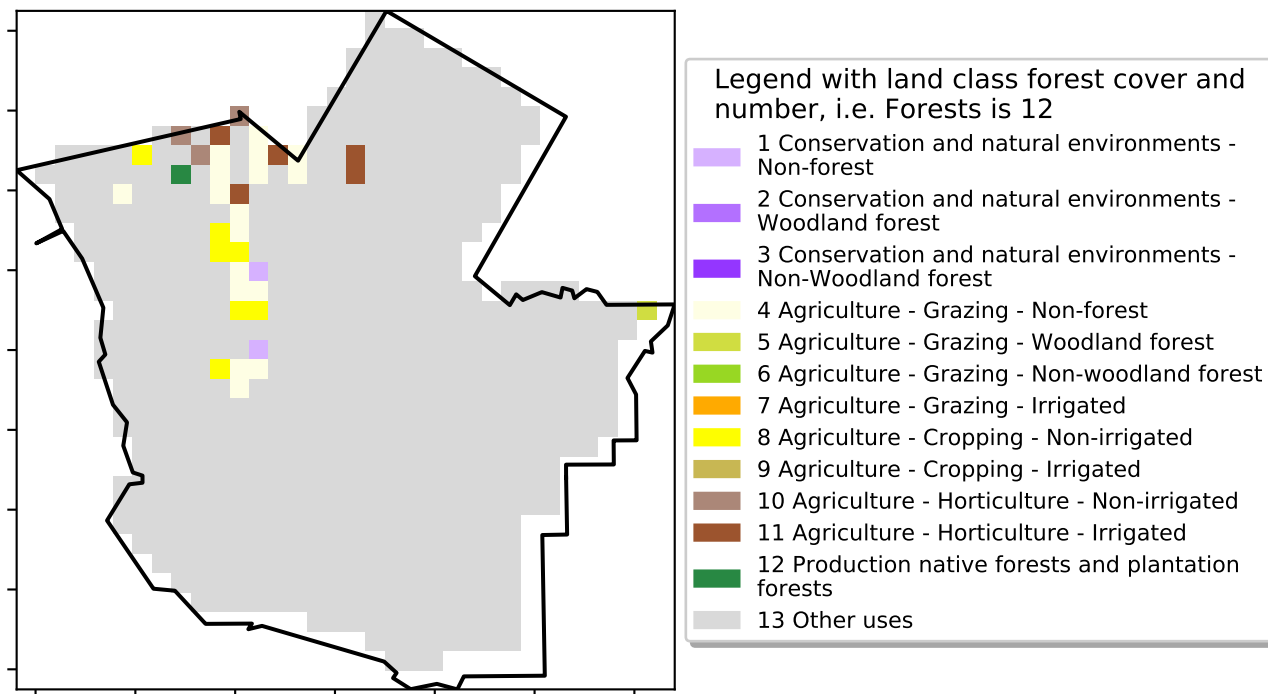 Legend with land class forest cover and
number, i.e. Forests is 12
1 Conservation and natural environments -
Non-forest
2 Conservation and natural environments -
Woodland forest
3 Conservation and natural environments -
Non-Woodland forest
4 Agriculture - Grazing - Non-forest
5 Agriculture - Grazing - Woodland forest
6 Agriculture - Grazing - Non-woodland forest
7 Agriculture - Grazing - Irrigated
8 Agriculture - Cropping - Non-irrigated
9 Agriculture - Cropping - Irrigated
10 Agriculture - Horticulture - Non-irrigated
11 Agriculture - Horticulture - Irrigated
12 Production native forests and plantation
forests
13 Other uses